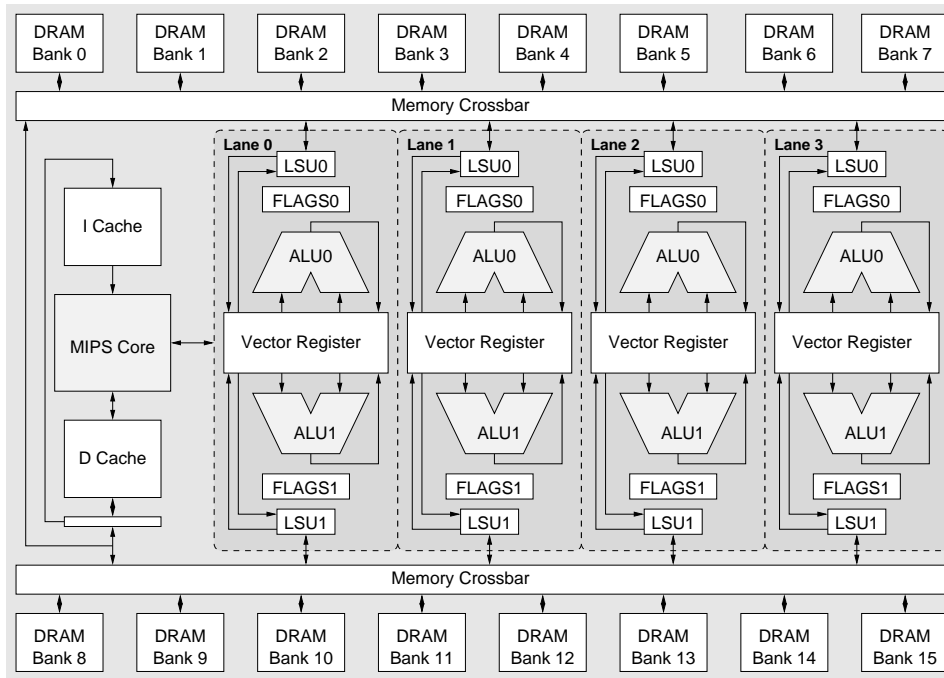 DRAM
Bank 0
DRAM
Bank 1
DRAM
Bank 2
DRAM
Bank 3
DRAM
Bank 4
DRAM
Bank 5
DRAM
Bank 6
DRAM
Bank 7
Memory Crossbar
Lane 0
LSU0
FLAGS0
ALU0
Vector Register
ALU1
FLAGS1
LSU1
Lane 1
LSU0
FLAGS0
ALU0
Vector Register
ALU1
FLAGS1
LSU1
Lane 2
LSU0
FLAGS0
ALU0
Vector Register
ALU1
FLAGS1
LSU1
Lane 3
LSU0
FLAGS0
ALU0
Vector Register
ALU1
FLAGS1
LSU1
I Cache
MIPS Core
D Cache
Memory Crossbar
DRAM
Bank 8
DRAM
Bank 9
DRAM
Bank 10
DRAM
Bank 11
DRAM
Bank 12
DRAM
Bank 13
DRAM
Bank 14
DRAM
Bank 15